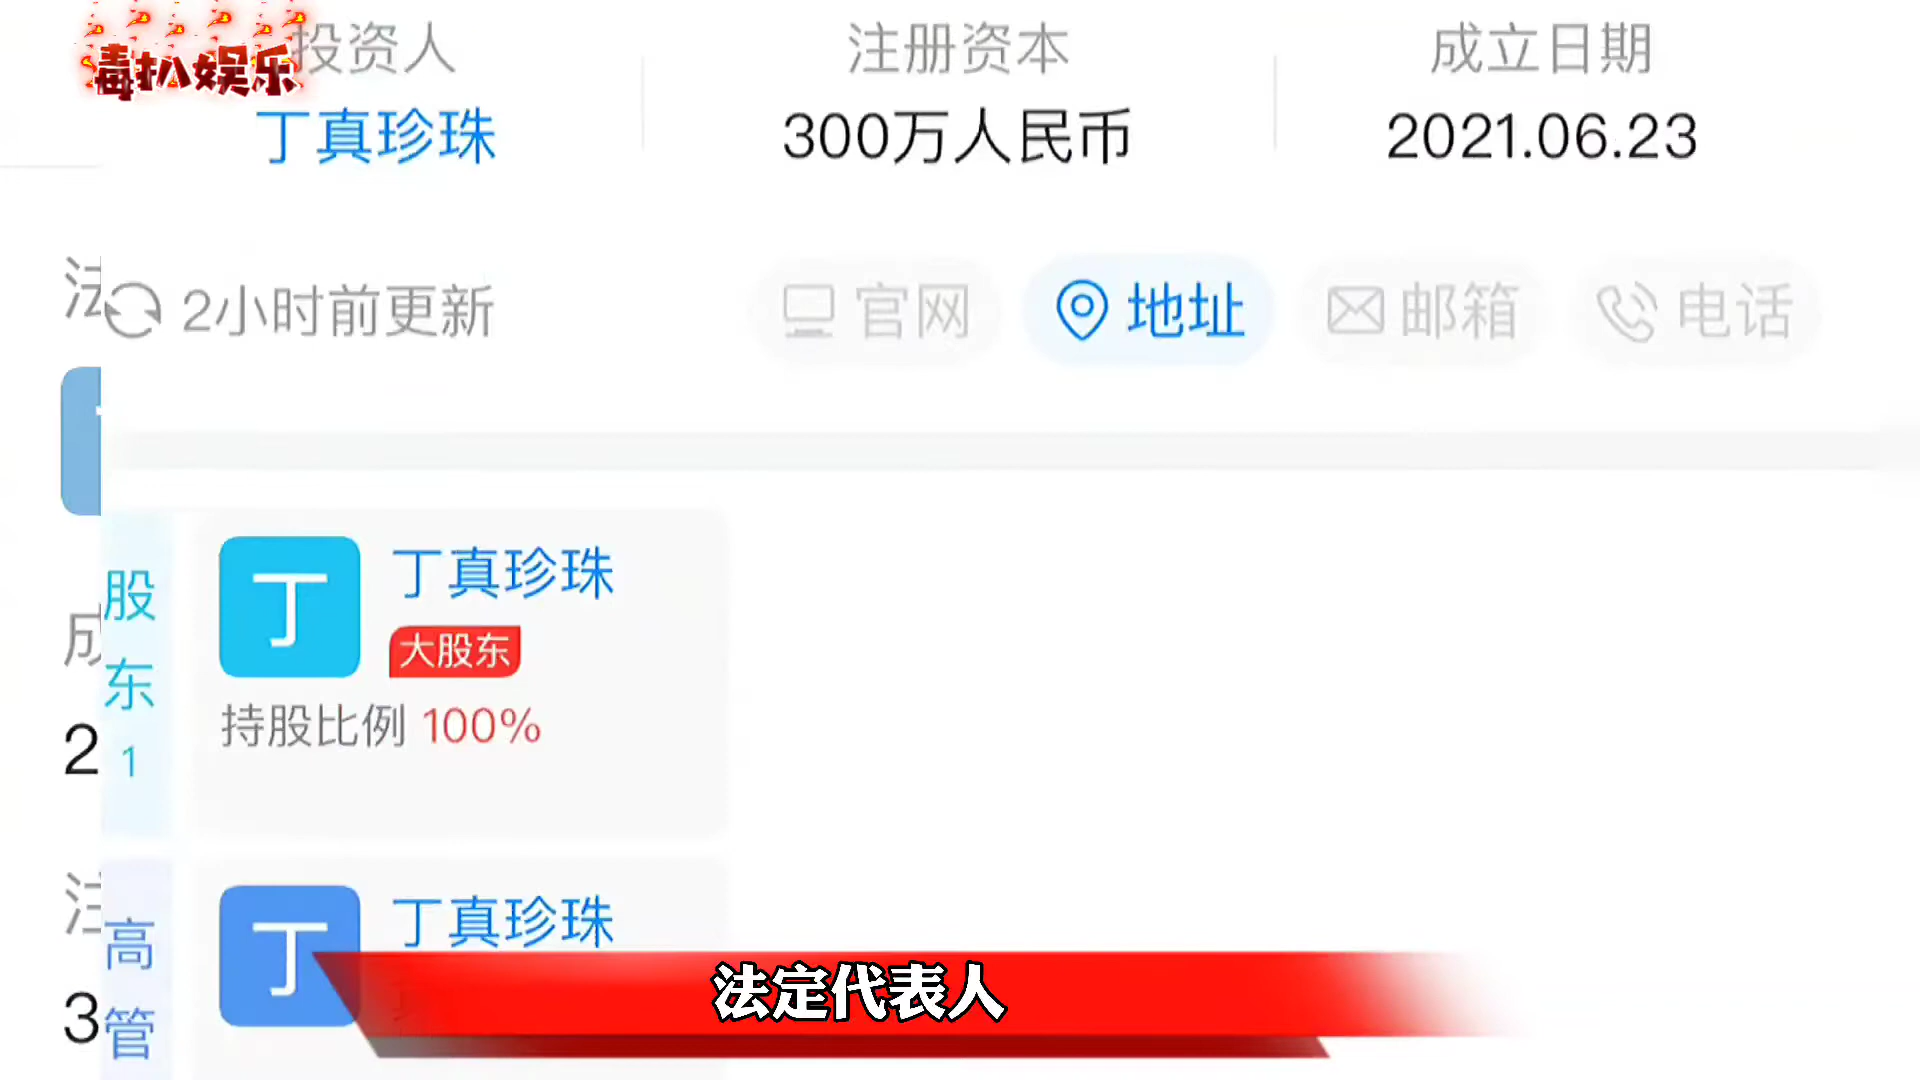 毒扒娱乐
投资人
注册资本
成立日期
丁真珍珠
300万人民币
2021.06.23
2小时前更新
官网
地址
邮箱
电话
股东
1
丁
丁真珍珠
大股东
持股比例 100%
高管
丁
丁真珍珠
法定代表人